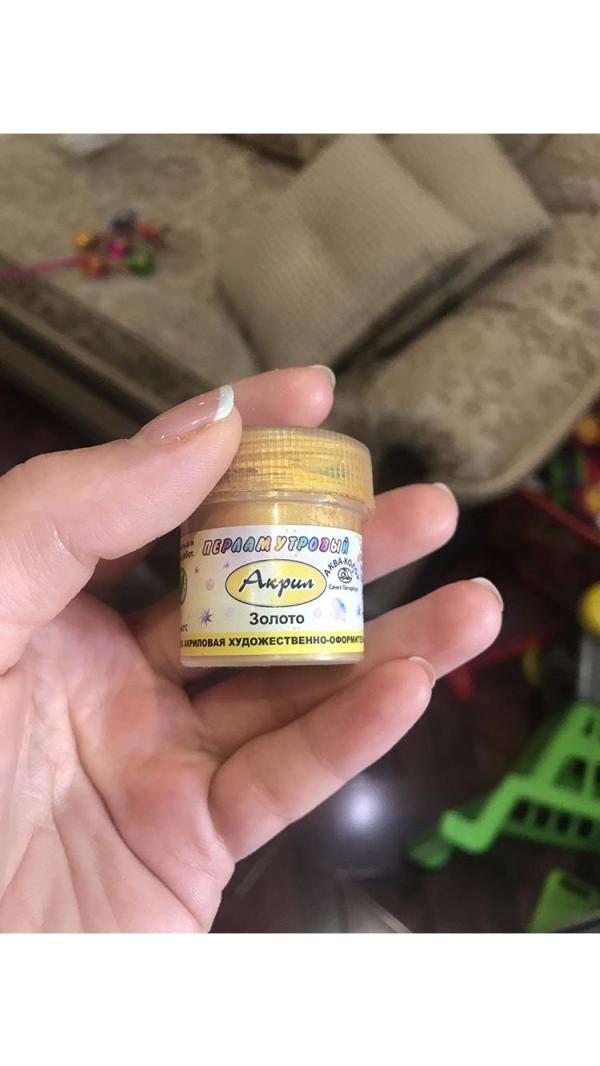 ПЕРЛАМУТРОВЫЙ
Акрил
АКВА-КОЛОР
Санкт-Петербург
Золото
АКРИЛОВАЯ ХУДОЖЕСТВЕННО-ОФОРМИТЕ